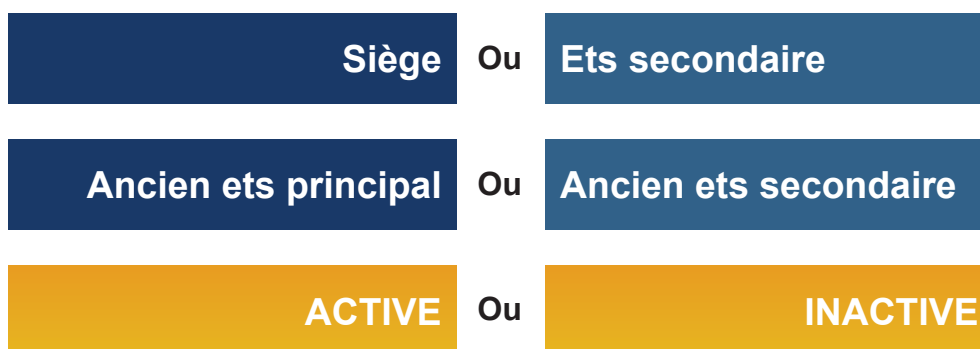 Siège Ou Ets secondaire
Ancien ets principal Ou Ancien ets secondaire
ACTIVE Ou INACTIVE